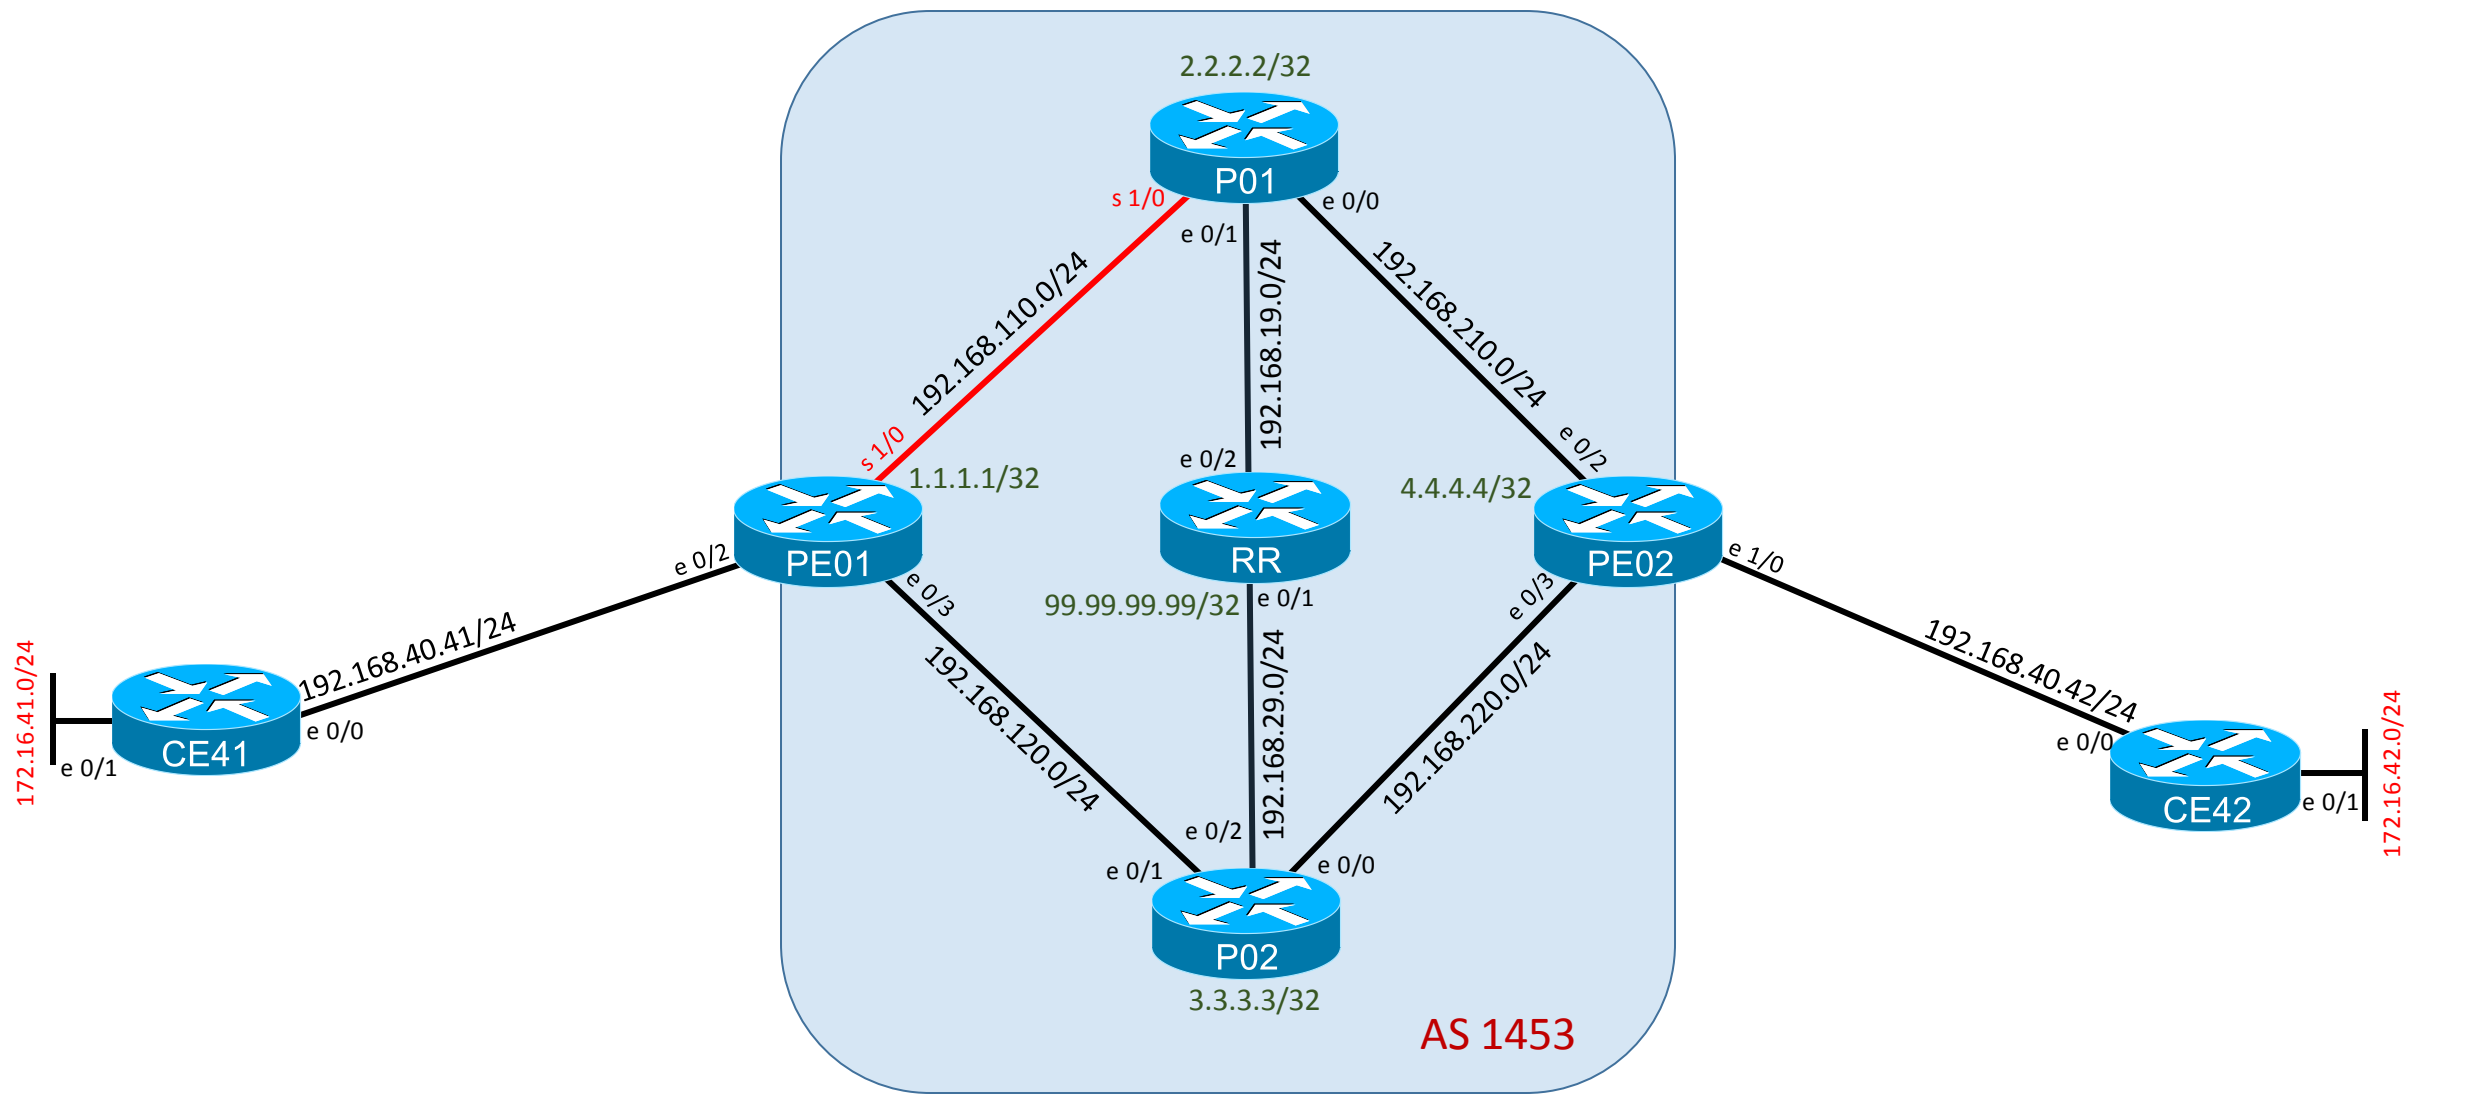 2.2.2.2/32
P01
s 1/0
e 0/1
e 0/0
192.168.110.0/24
192.168.19.0/24
192.168.210.0/24
s 1/0
1.1.1.1/32
e 0/2
4.4.4.4/32
e 0/2
PE01
RR
PE02
e 0/2
e 0/3
99.99.99.99/32
e 0/1
e 0/3
e 1/0
192.168.40.41/24
192.168.120.0/24
192.168.29.0/24
192.168.220.0/24
192.168.40.42/24
172.16.41.0/24
CE41
e 0/0
e 0/1
e 0/0
CE42
e 0/1
172.16.42.0/24
e 0/1
e 0/2
e 0/0
P02
3.3.3.3/32
AS 1453